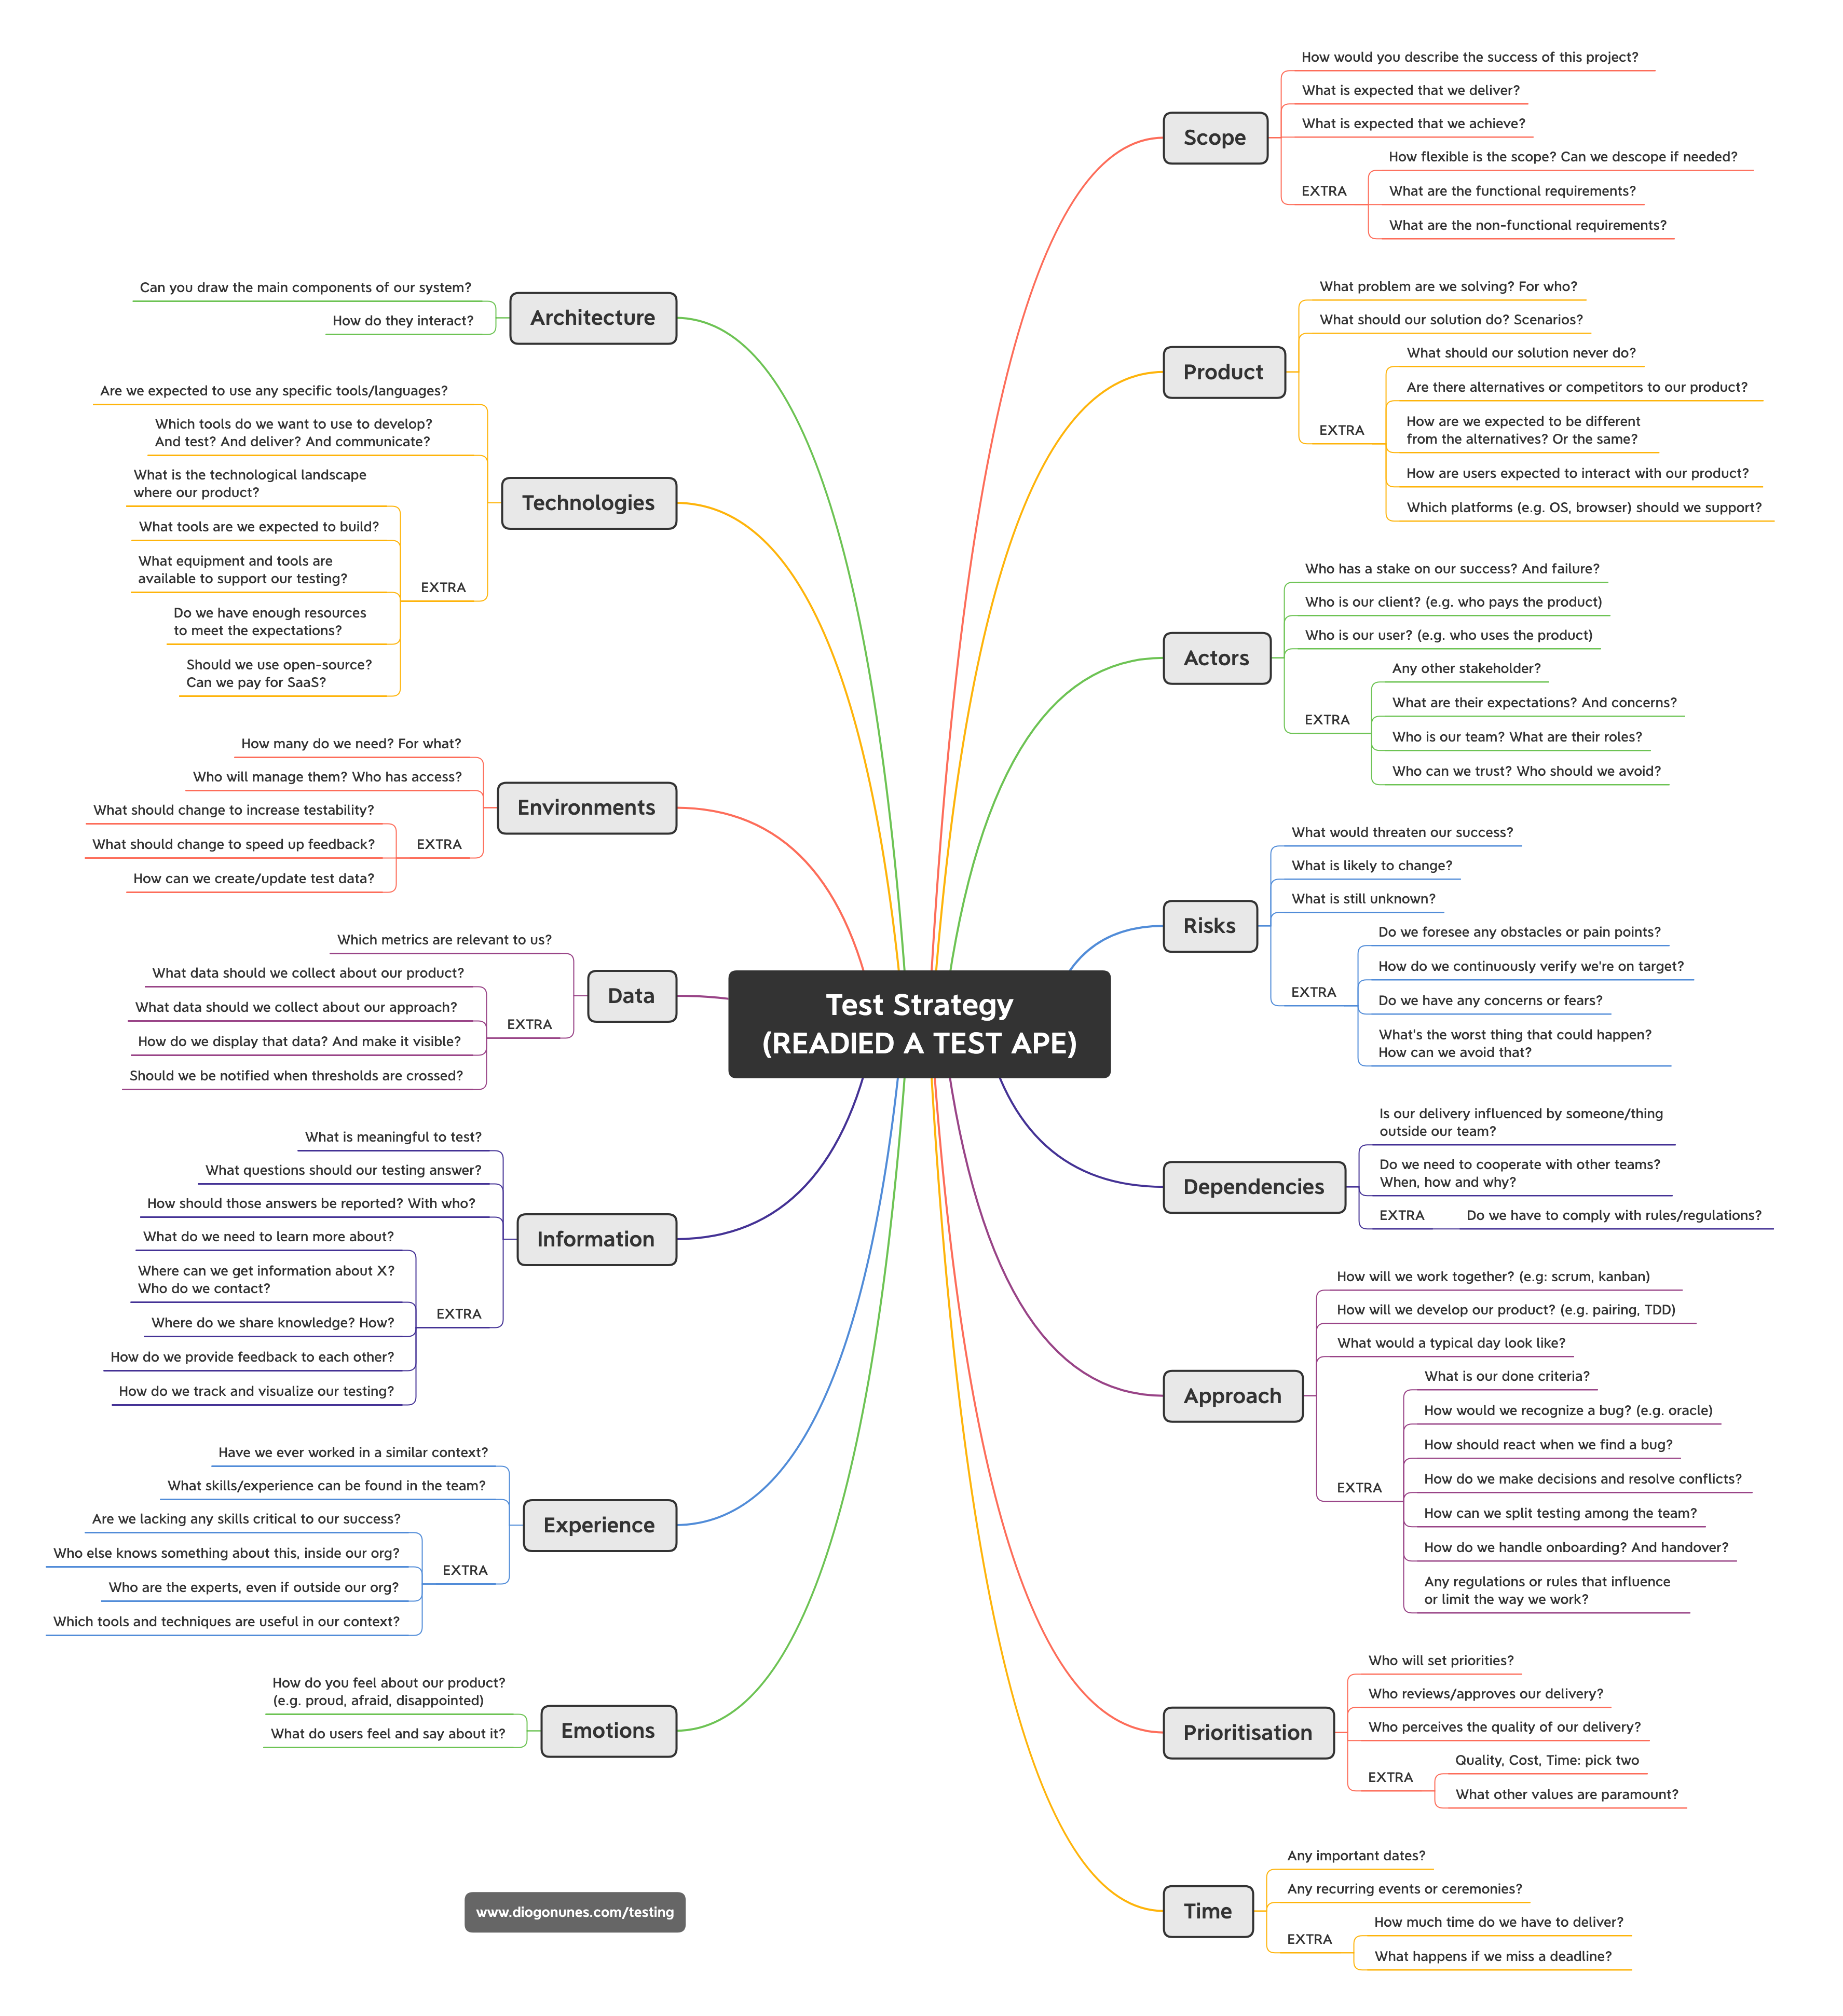 Test Strategy
(READIED A TEST APE)
Scope
How would you describe the success of this project?
What is expected that we deliver?
What is expected that we achieve?
EXTRA
How flexible is the scope? Can we descope if needed?
What are the functional requirements?
What are the non-functional requirements?
Product
What problem are we solving? For who?
What should our solution do? Scenarios?
EXTRA
What should our solution never do?
Are there alternatives or competitors to our product?
How are we expected to be different
from the alternatives? Or the same?
How are users expected to interact with our product?
Which platforms (e.g. OS, browser) should we support?
Actors
Who has a stake on our success? And failure?
Who is our client? (e.g. who pays the product)
Who is our user? (e.g. who uses the product)
EXTRA
Any other stakeholder?
What are their expectations? And concerns?
Who is our team? What are their roles?
Who can we trust? Who should we avoid?
Risks
What would threaten our success?
What is likely to change?
What is still unknown?
EXTRA
Do we foresee any obstacles or pain points?
How do we continuously verify we're on target?
Do we have any concerns or fears?
What's the worst thing that could happen?
How can we avoid that?
Dependencies
Is our delivery influenced by someone/thing
outside our team?
Do we need to cooperate with other teams?
When, how and why?
EXTRA
Do we have to comply with rules/regulations?
Approach
How will we work together? (e.g: scrum, kanban)
How will we develop our product? (e.g. pairing, TDD)
What would a typical day look like?
EXTRA
What is our done criteria?
How would we recognize a bug? (e.g. oracle)
How should react when we find a bug?
How do we make decisions and resolve conflicts?
How can we split testing among the team?
How do we handle onboarding? And handover?
Any regulations or rules that influence
or limit the way we work?
Prioritisation
Who will set priorities?
Who reviews/approves our delivery?
Who perceives the quality of our delivery?
EXTRA
Quality, Cost, Time: pick two
What other values are paramount?
Time
Any important dates?
Any recurring events or ceremonies?
EXTRA
How much time do we have to deliver?
What happens if we miss a deadline?
Architecture
Can you draw the main components of our system?
How do they interact?
Technologies
Are we expected to use any specific tools/languages?
Which tools do we want to use to develop?
And test? And deliver? And communicate?
EXTRA
What is the technological landscape
where our product?
What tools are we expected to build?
What equipment and tools are
available to support our testing?
Do we have enough resources
to meet the expectations?
Should we use open-source?
Can we pay for SaaS?
Environments
How many do we need? For what?
Who will manage them? Who has access?
EXTRA
What should change to increase testability?
What should change to speed up feedback?
How can we create/update test data?
Data
Which metrics are relevant to us?
EXTRA
What data should we collect about our product?
What data should we collect about our approach?
How do we display that data? And make it visible?
Should we be notified when thresholds are crossed?
Information
What is meaningful to test?
What questions should our testing answer?
How should those answers be reported? With who?
EXTRA
What do we need to learn more about?
Where can we get information about X?
Who do we contact?
Where do we share knowledge? How?
How do we provide feedback to each other?
How do we track and visualize our testing?
Experience
Have we ever worked in a similar context?
What skills/experience can be found in the team?
EXTRA
Are we lacking any skills critical to our success?
Who else knows something about this, inside our org?
Who are the experts, even if outside our org?
Which tools and techniques are useful in our context?
Emotions
How do you feel about our product?
(e.g. proud, afraid, disappointed)
What do users feel and say about it?
www.diogonunes.com/testing